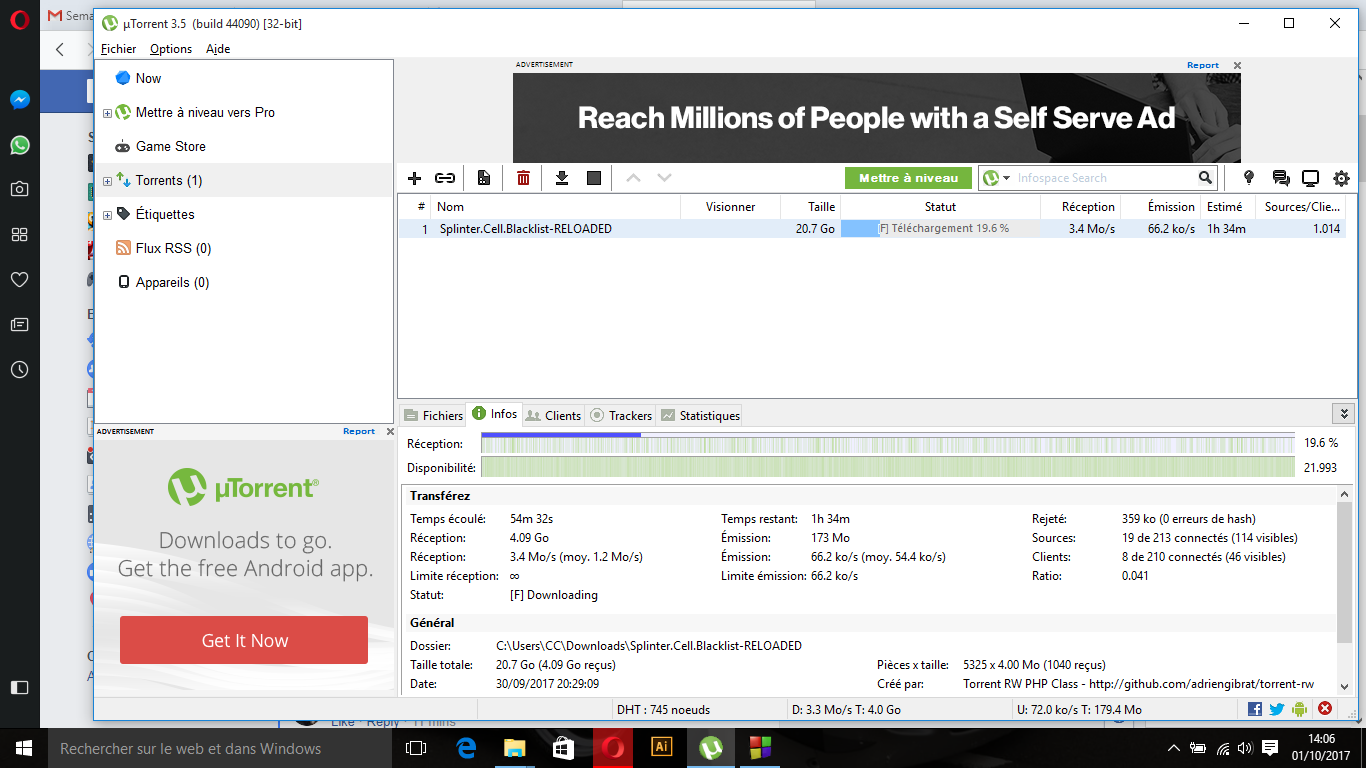 Sema
µTorrent 3.5 (build 44090) [32-bit]
Fichier Options Aide
Now
Mettre à niveau vers Pro
Game Store
Torrents (1)
Étiquettes
Flux RSS (0)
Appareils (0)
ADVERTISEMENT Report
Reach Millions of People with a Self Serve Ad
Mettre à niveau Infospace Search
# Nom Visionner Taille Statut Réception Émission Estimé Sources/Clie...
1 Splinter.Cell.Blacklist-RELOADED 20.7 Go [F] Téléchargement 19.6 % 3.4 Mo/s 66.2 ko/s 1h 34m 1.014
ADVERTISEMENT Report
µTorrent®
Downloads to go.
Get the free Android app.
Get It Now
Fichiers Infos Clients Trackers Statistiques
Réception: 19.6 %
Disponibilité: 21.993
Transférez
Temps écoulé: 54m 32s Temps restant: 1h 34m Rejeté: 359 ko (0 erreurs de hash)
Réception: 4.09 Go Émission: 173 Mo Sources: 19 de 213 connectés (114 visibles)
Réception: 3.4 Mo/s (moy. 1.2 Mo/s) Émission: 66.2 ko/s (moy. 54.4 ko/s) Clients: 8 de 210 connectés (46 visibles)
Limite réception: ∞ Limite émission: 66.2 ko/s Ratio: 0.041
Statut: [F] Downloading
Général
Dossier: C:\Users\CC\Downloads\Splinter.Cell.Blacklist-RELOADED
Taille totale: 20.7 Go (4.09 Go reçus) Pièces x taille: 5325 x 4.00 Mo (1040 reçus)
Date: 30/09/2017 20:29:09 Créé par: Torrent RW PHP Class - http://github.com/adriengibrat/torrent-rw
DHT : 745 noeuds D: 3.3 Mo/s T: 4.0 Go U: 72.0 ko/s T: 179.4 Mo
Like · Reply · 11 mins
Rechercher sur le web et dans Windows
Ai
14:06
01/10/2017